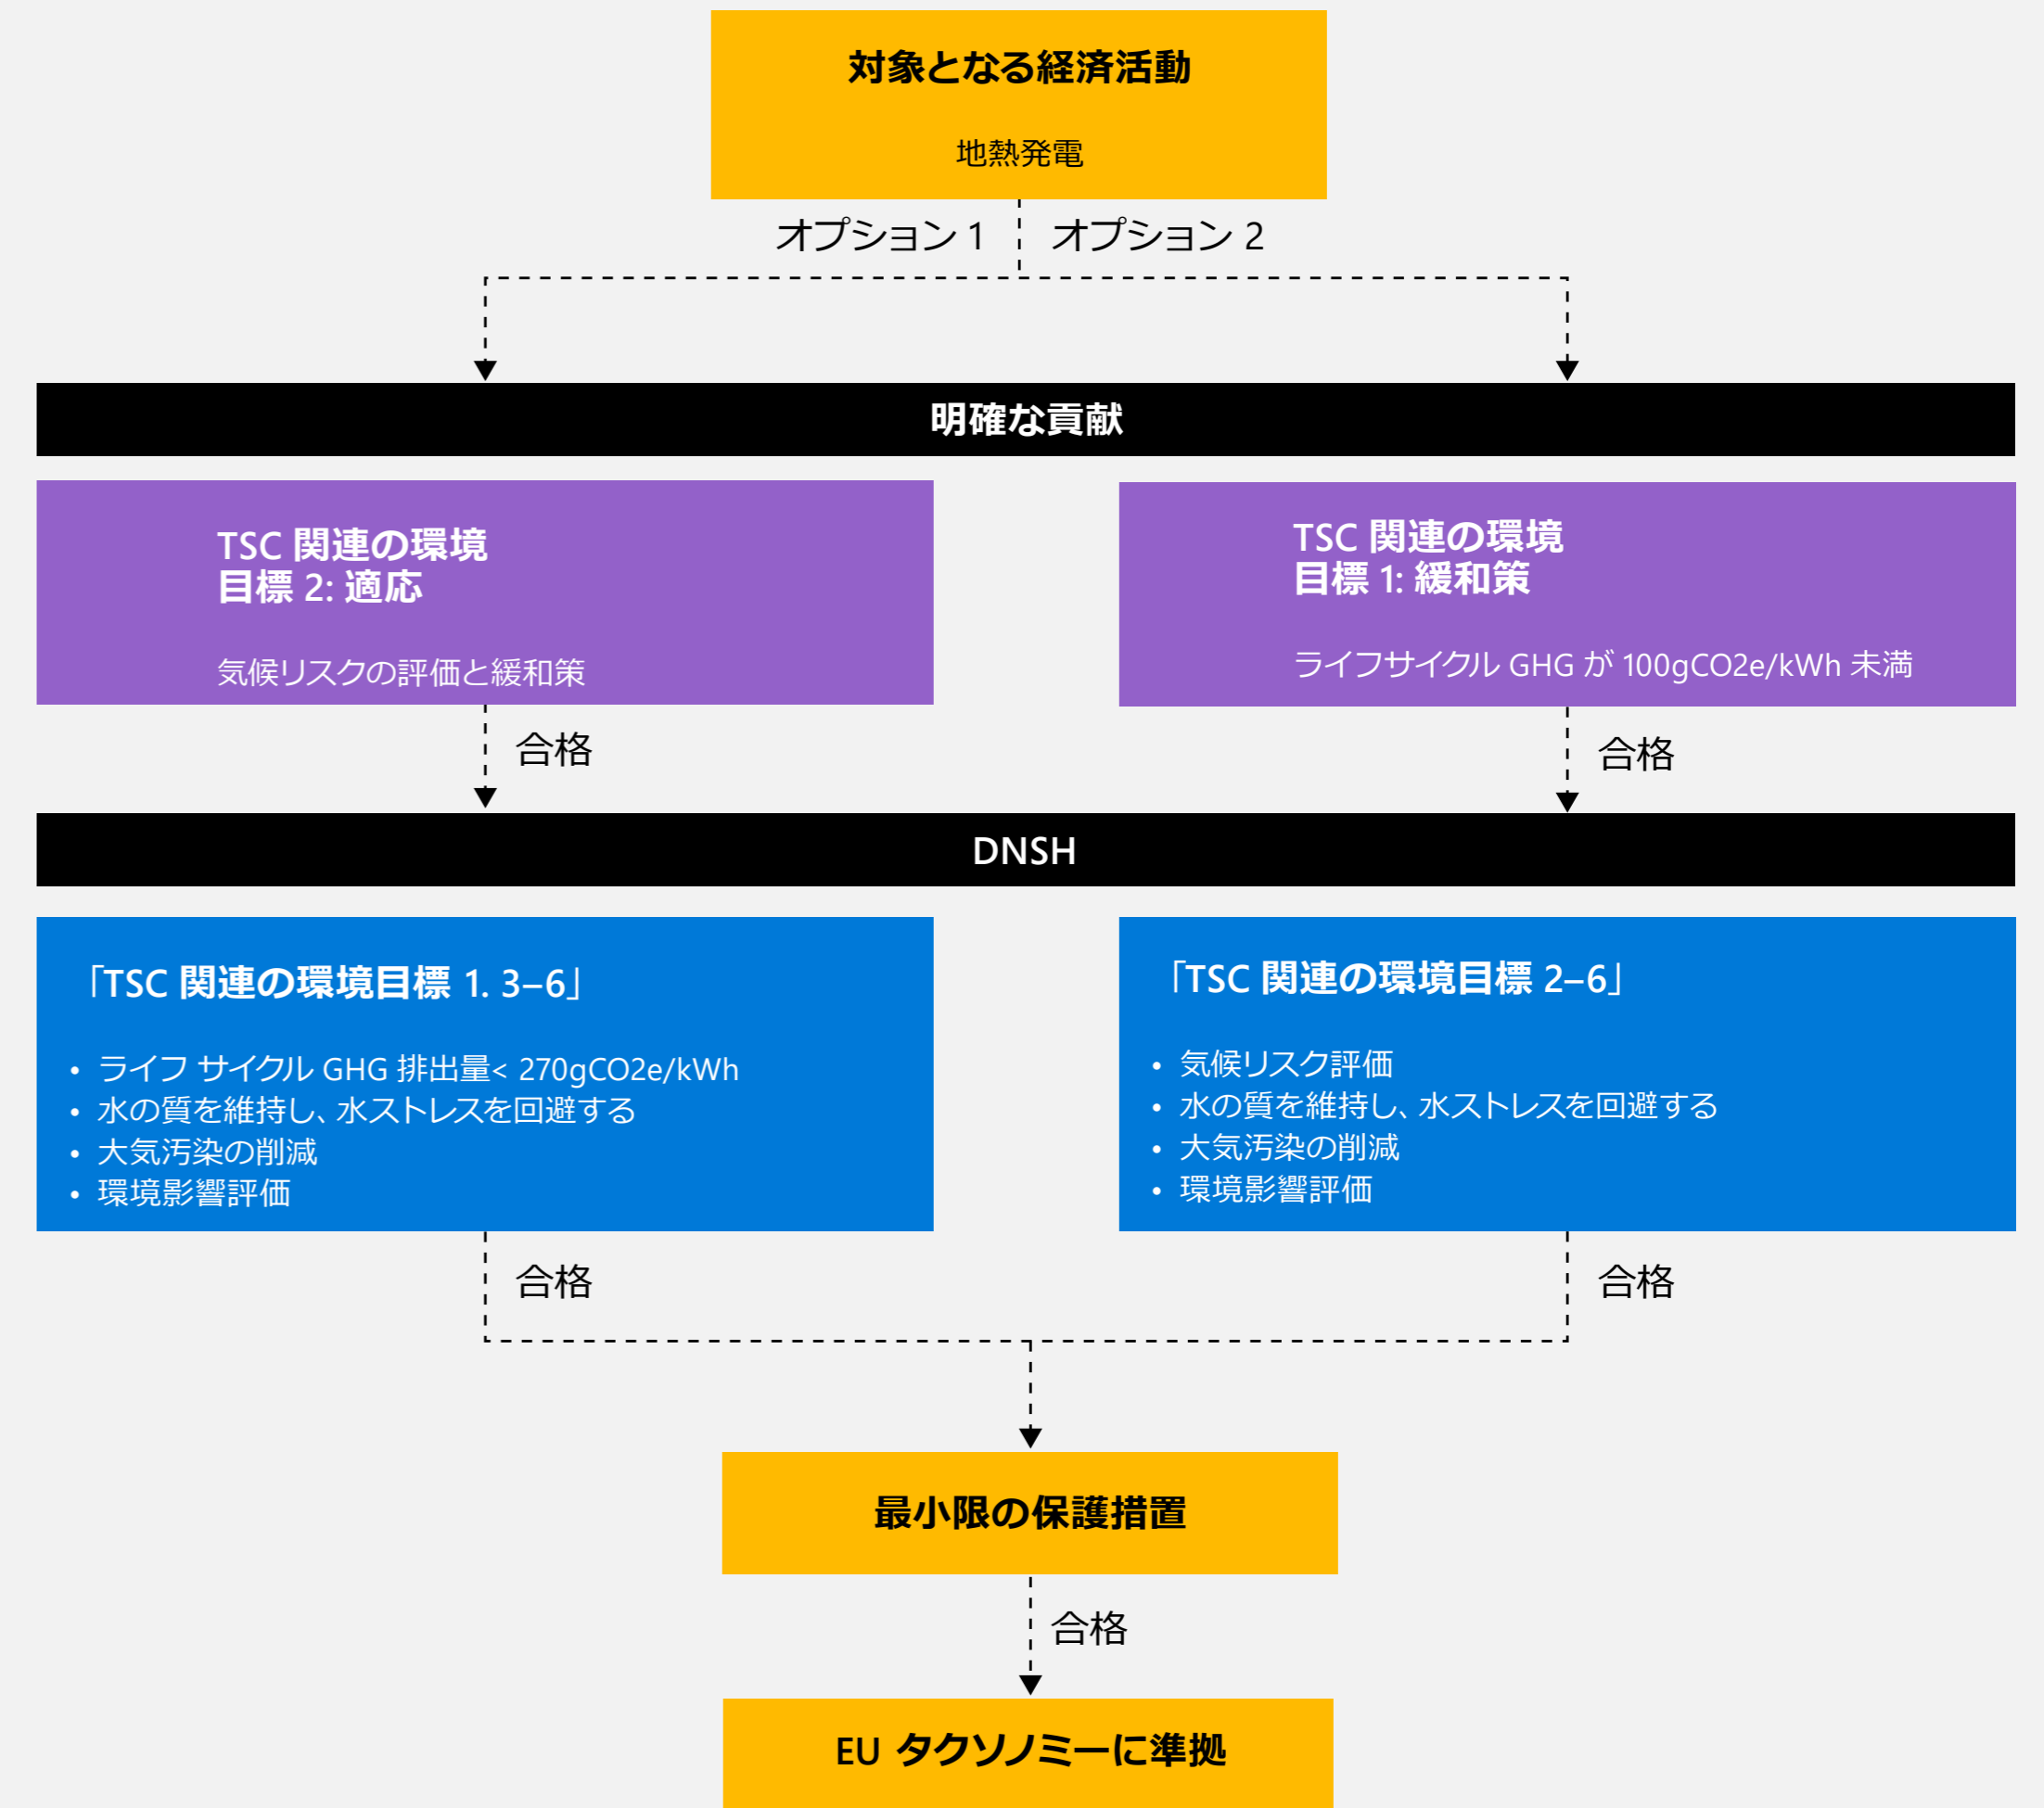 対象となる経済活動
地熱発電
オプション 1
オプション 2
明確な貢献
TSC 関連の環境
目標 2: 適応
気候リスクの評価と緩和策
TSC 関連の環境
目標 1: 緩和策
ライフサイクル GHG が 100gCO2e/kWh 未満
合格
合格
DNSH
「TSC 関連の環境目標 1. 3–6」
• ライフ サイクル GHG 排出量< 270gCO2e/kWh
• 水の質を維持し、水ストレスを回避する
• 大気汚染の削減
• 環境影響評価
「TSC 関連の環境目標 2–6」
• 気候リスク評価
• 水の質を維持し、水ストレスを回避する
• 大気汚染の削減
• 環境影響評価
合格
合格
最小限の保護措置
合格
EU タクソノミーに準拠